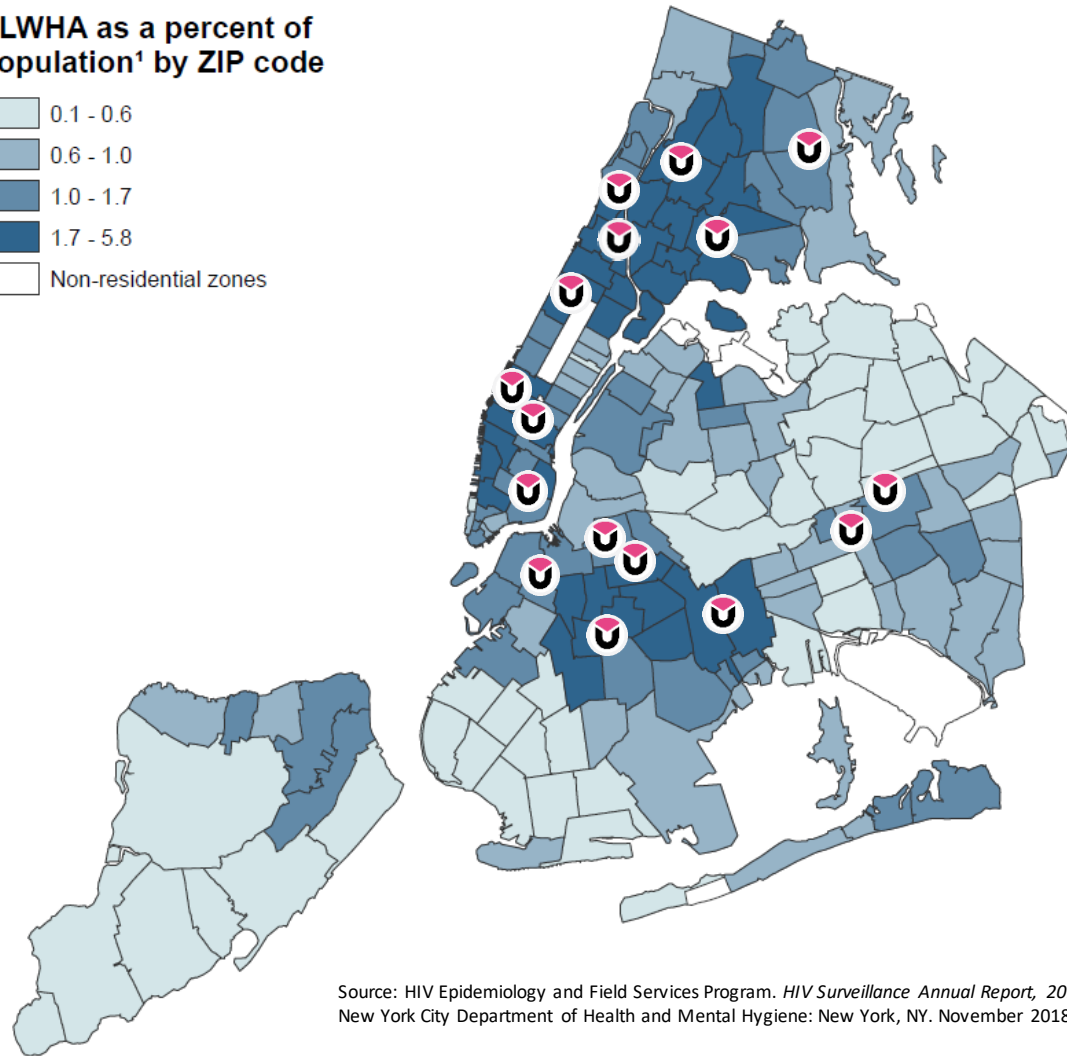 LWHA as a percent of
opulation¹ by ZIP code
0.1 - 0.6
0.6 - 1.0
1.0 - 1.7
1.7 - 5.8
Non-residential zones
Source: HIV Epidemiology and Field Services Program. HIV Surveillance Annual Report, 20
New York City Department of Health and Mental Hygiene: New York, NY. November 2018